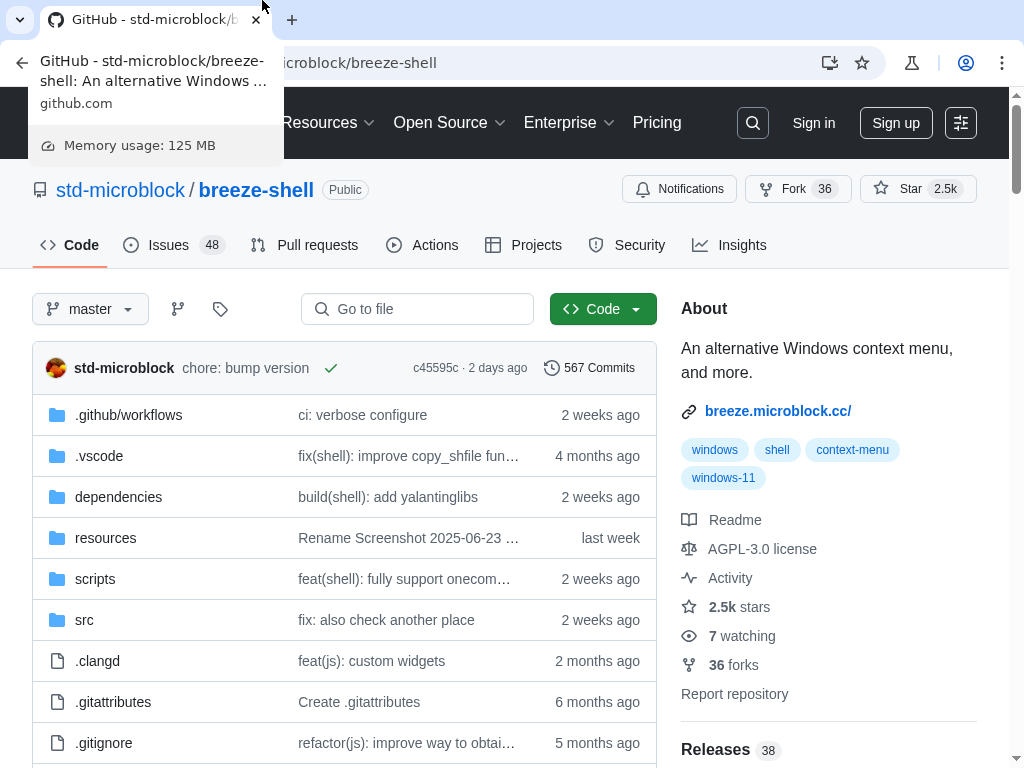 GitHub - std-microblock/b
GitHub - std-microblock/breeze-
shell: An alternative Windows …
github.com
Memory usage: 125 MB
icroblock/breeze-shell
Resources
Open Source
Enterprise
Pricing
Sign in
Sign up
std-microblock / breeze-shell
Public
Notifications
Fork 36
Star 2.5k
Code
Issues 48
Pull requests
Actions
Projects
Security
Insights
master
Go to file
Code
std-microblock chore: bump version
c45595c · 2 days ago
567 Commits
.github/workflows ci: verbose configure 2 weeks ago
.vscode fix(shell): improve copy_shfile fun… 4 months ago
dependencies build(shell): add yalantinglibs 2 weeks ago
resources Rename Screenshot 2025-06-23 … last week
scripts feat(shell): fully support onecom… 2 weeks ago
src fix: also check another place 2 weeks ago
.clangd feat(js): custom widgets 2 months ago
.gitattributes Create .gitattributes 6 months ago
.gitignore refactor(js): improve way to obtai… 5 months ago
About
An alternative Windows context menu,
and more.
breeze.microblock.cc/
windows shell context-menu
windows-11
Readme
AGPL-3.0 license
Activity
2.5k stars
7 watching
36 forks
Report repository
Releases 38